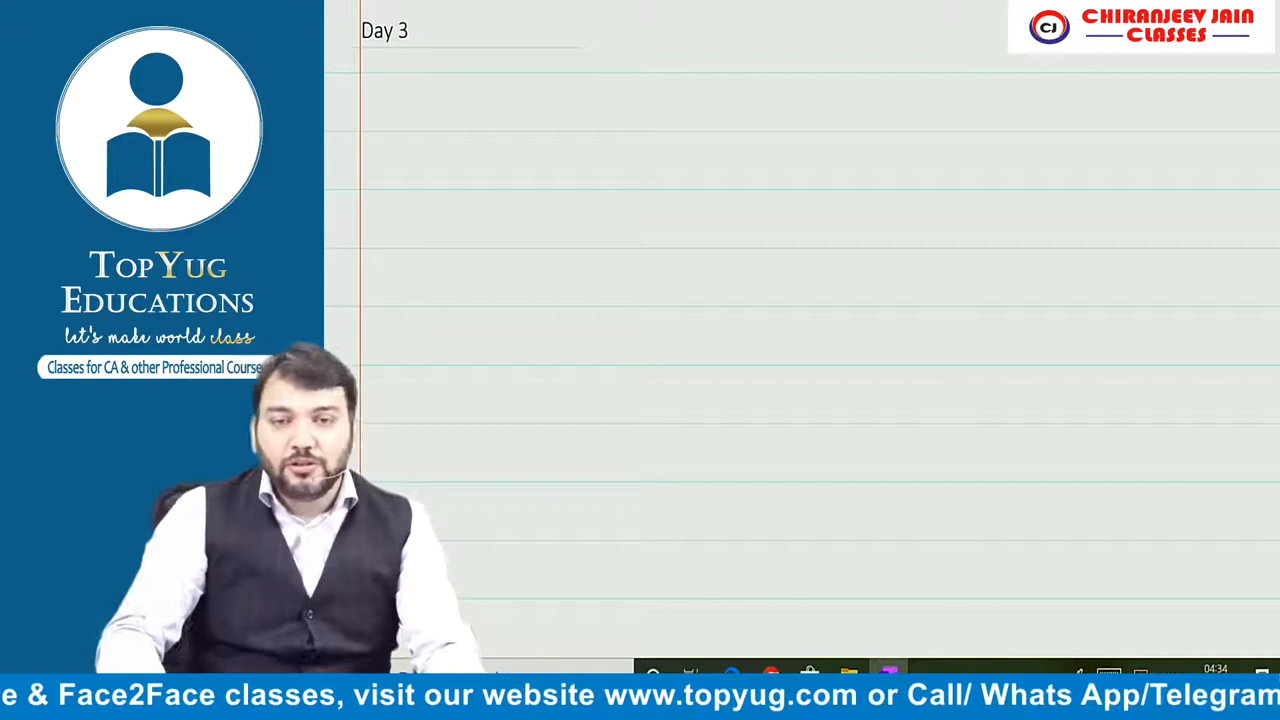 Day 3
CJ
CHIRANJEEV JAIN
CLASSES
TOPYUG
EDUCATIONS
let's make world class
Classes for CA & other Professional Course
04:34
e & Face2Face classes, visit our website www.topyug.com or Call/ Whats App/Telegram